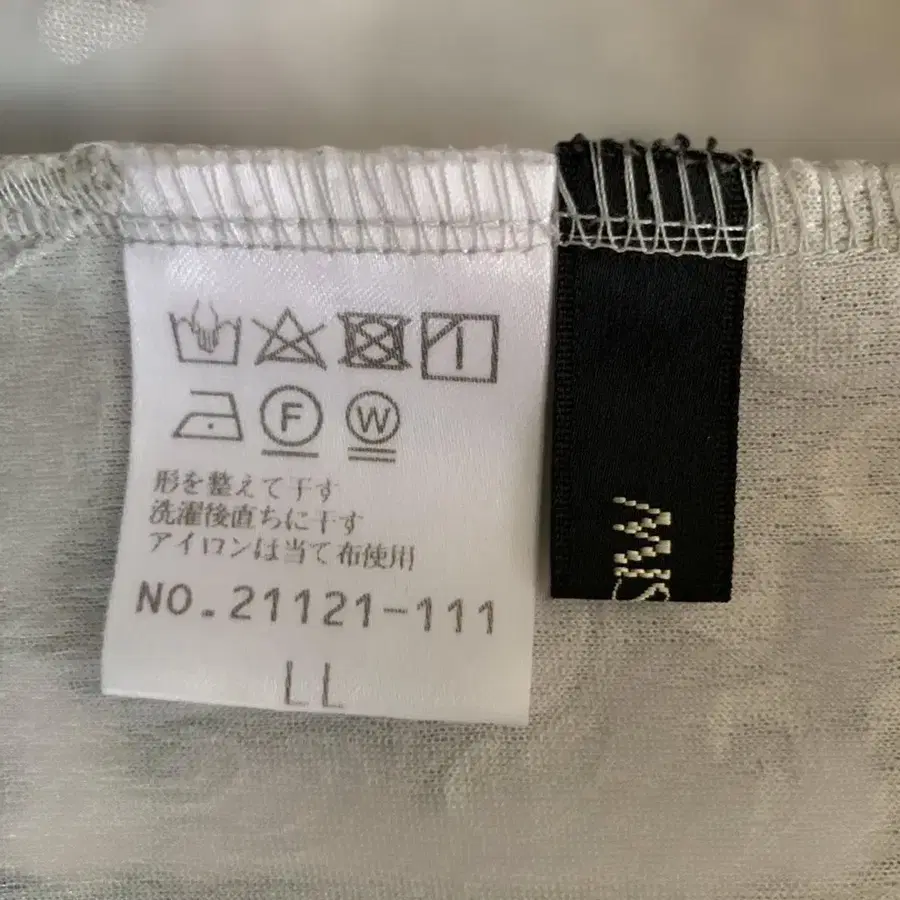 F W
形を整えて干す
洗濯後直ちに干す
アイロンは当て布使用
NO.21121-111
LL